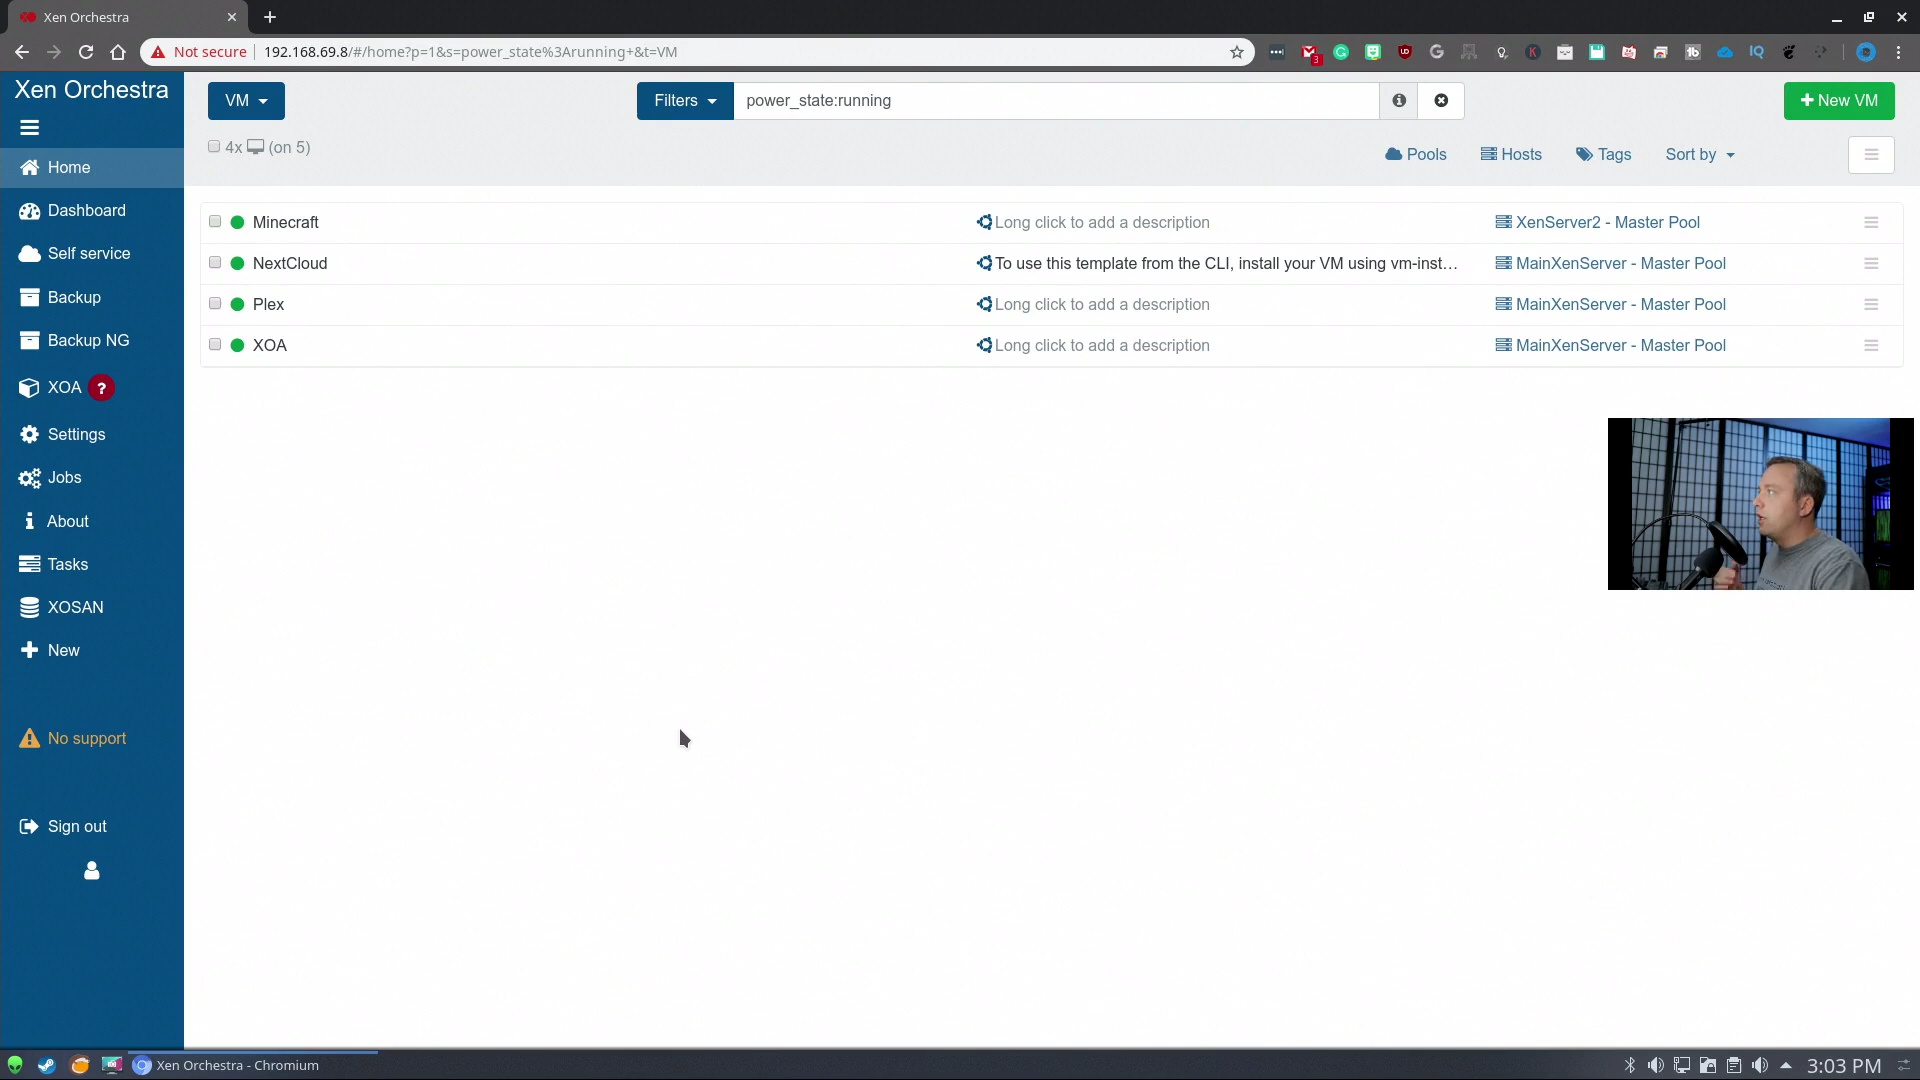 Xen Orchestra
Not secure 192.168.69.8/#/home?p=1&s=power_state%3Arunning+&t=VM
Xen Orchestra
Home
Dashboard
Self service
Backup
Backup NG
XOA ?
Settings
Jobs
About
Tasks
XOSAN
New
No support
Sign out
VM
Filters power_state:running
New VM
4x (on 5)
Pools Hosts Tags Sort by
Minecraft Long click to add a description XenServer2 - Master Pool
NextCloud To use this template from the CLI, install your VM using vm-inst… MainXenServer - Master Pool
Plex Long click to add a description MainXenServer - Master Pool
XOA Long click to add a description MainXenServer - Master Pool
Xen Orchestra - Chromium
3:03 PM